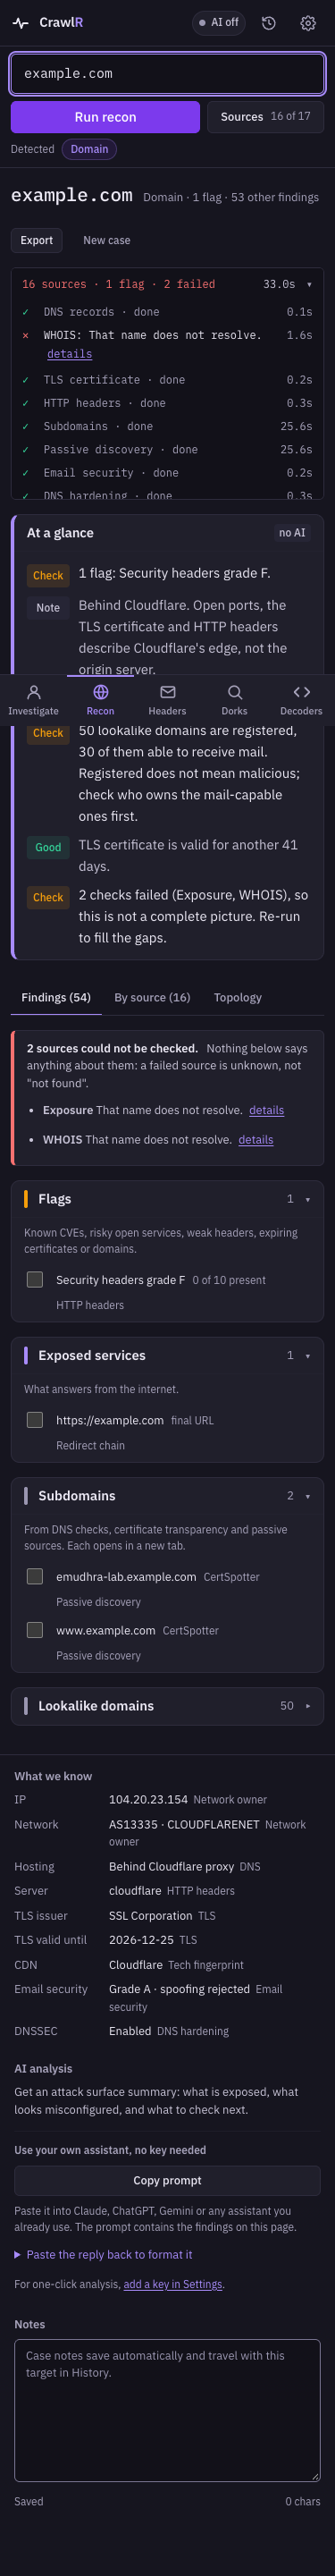 CrawlR
AI off
example.com
Run recon
Sources 16 of 17
Detected Domain
example.com Domain · 1 flag · 53 other findings
Export New case
16 sources · 1 flag · 2 failed 33.0s ▾
✓ DNS records · done 0.1s
× WHOIS: That name does not resolve. 1.6s
details
✓ TLS certificate · done 0.2s
✓ HTTP headers · done 0.3s
✓ Subdomains · done 25.6s
✓ Passive discovery · done 25.6s
✓ Email security · done 0.2s
✓ DNS hardening · done 0.3s
At a glance no AI
Check 1 flag: Security headers grade F.
Note Behind Cloudflare. Open ports, the
TLS certificate and HTTP headers
describe Cloudflare's edge, not the
origin server.
Investigate Recon Headers Dorks Decoders
Check 50 lookalike domains are registered,
30 of them able to receive mail.
Registered does not mean malicious;
check who owns the mail-capable
ones first.
Good TLS certificate is valid for another 41
days.
Check 2 checks failed (Exposure, WHOIS), so
this is not a complete picture. Re-run
to fill the gaps.
Findings (54) By source (16) Topology
2 sources could not be checked. Nothing below says
anything about them: a failed source is unknown, not
"not found".
• Exposure That name does not resolve. details
• WHOIS That name does not resolve. details
Flags 1 ▾
Known CVEs, risky open services, weak headers, expiring
certificates or domains.
Security headers grade F 0 of 10 present
HTTP headers
Exposed services 1 ▾
What answers from the internet.
https://example.com final URL
Redirect chain
Subdomains 2 ▾
From DNS checks, certificate transparency and passive
sources. Each opens in a new tab.
emudhra-lab.example.com CertSpotter
Passive discovery
www.example.com CertSpotter
Passive discovery
Lookalike domains 50 ▸
What we know
IP 104.20.23.154 Network owner
Network AS13335 · CLOUDFLARENET Network
owner
Hosting Behind Cloudflare proxy DNS
Server cloudflare HTTP headers
TLS issuer SSL Corporation TLS
TLS valid until 2026-12-25 TLS
CDN Cloudflare Tech fingerprint
Email security Grade A · spoofing rejected Email
security
DNSSEC Enabled DNS hardening
AI analysis
Get an attack surface summary: what is exposed, what
looks misconfigured, and what to check next.
Use your own assistant, no key needed
Copy prompt
Paste it into Claude, ChatGPT, Gemini or any assistant you
already use. The prompt contains the findings on this page.
▶ Paste the reply back to format it
For one-click analysis, add a key in Settings.
Notes
Case notes save automatically and travel with this
target in History.
Saved 0 chars